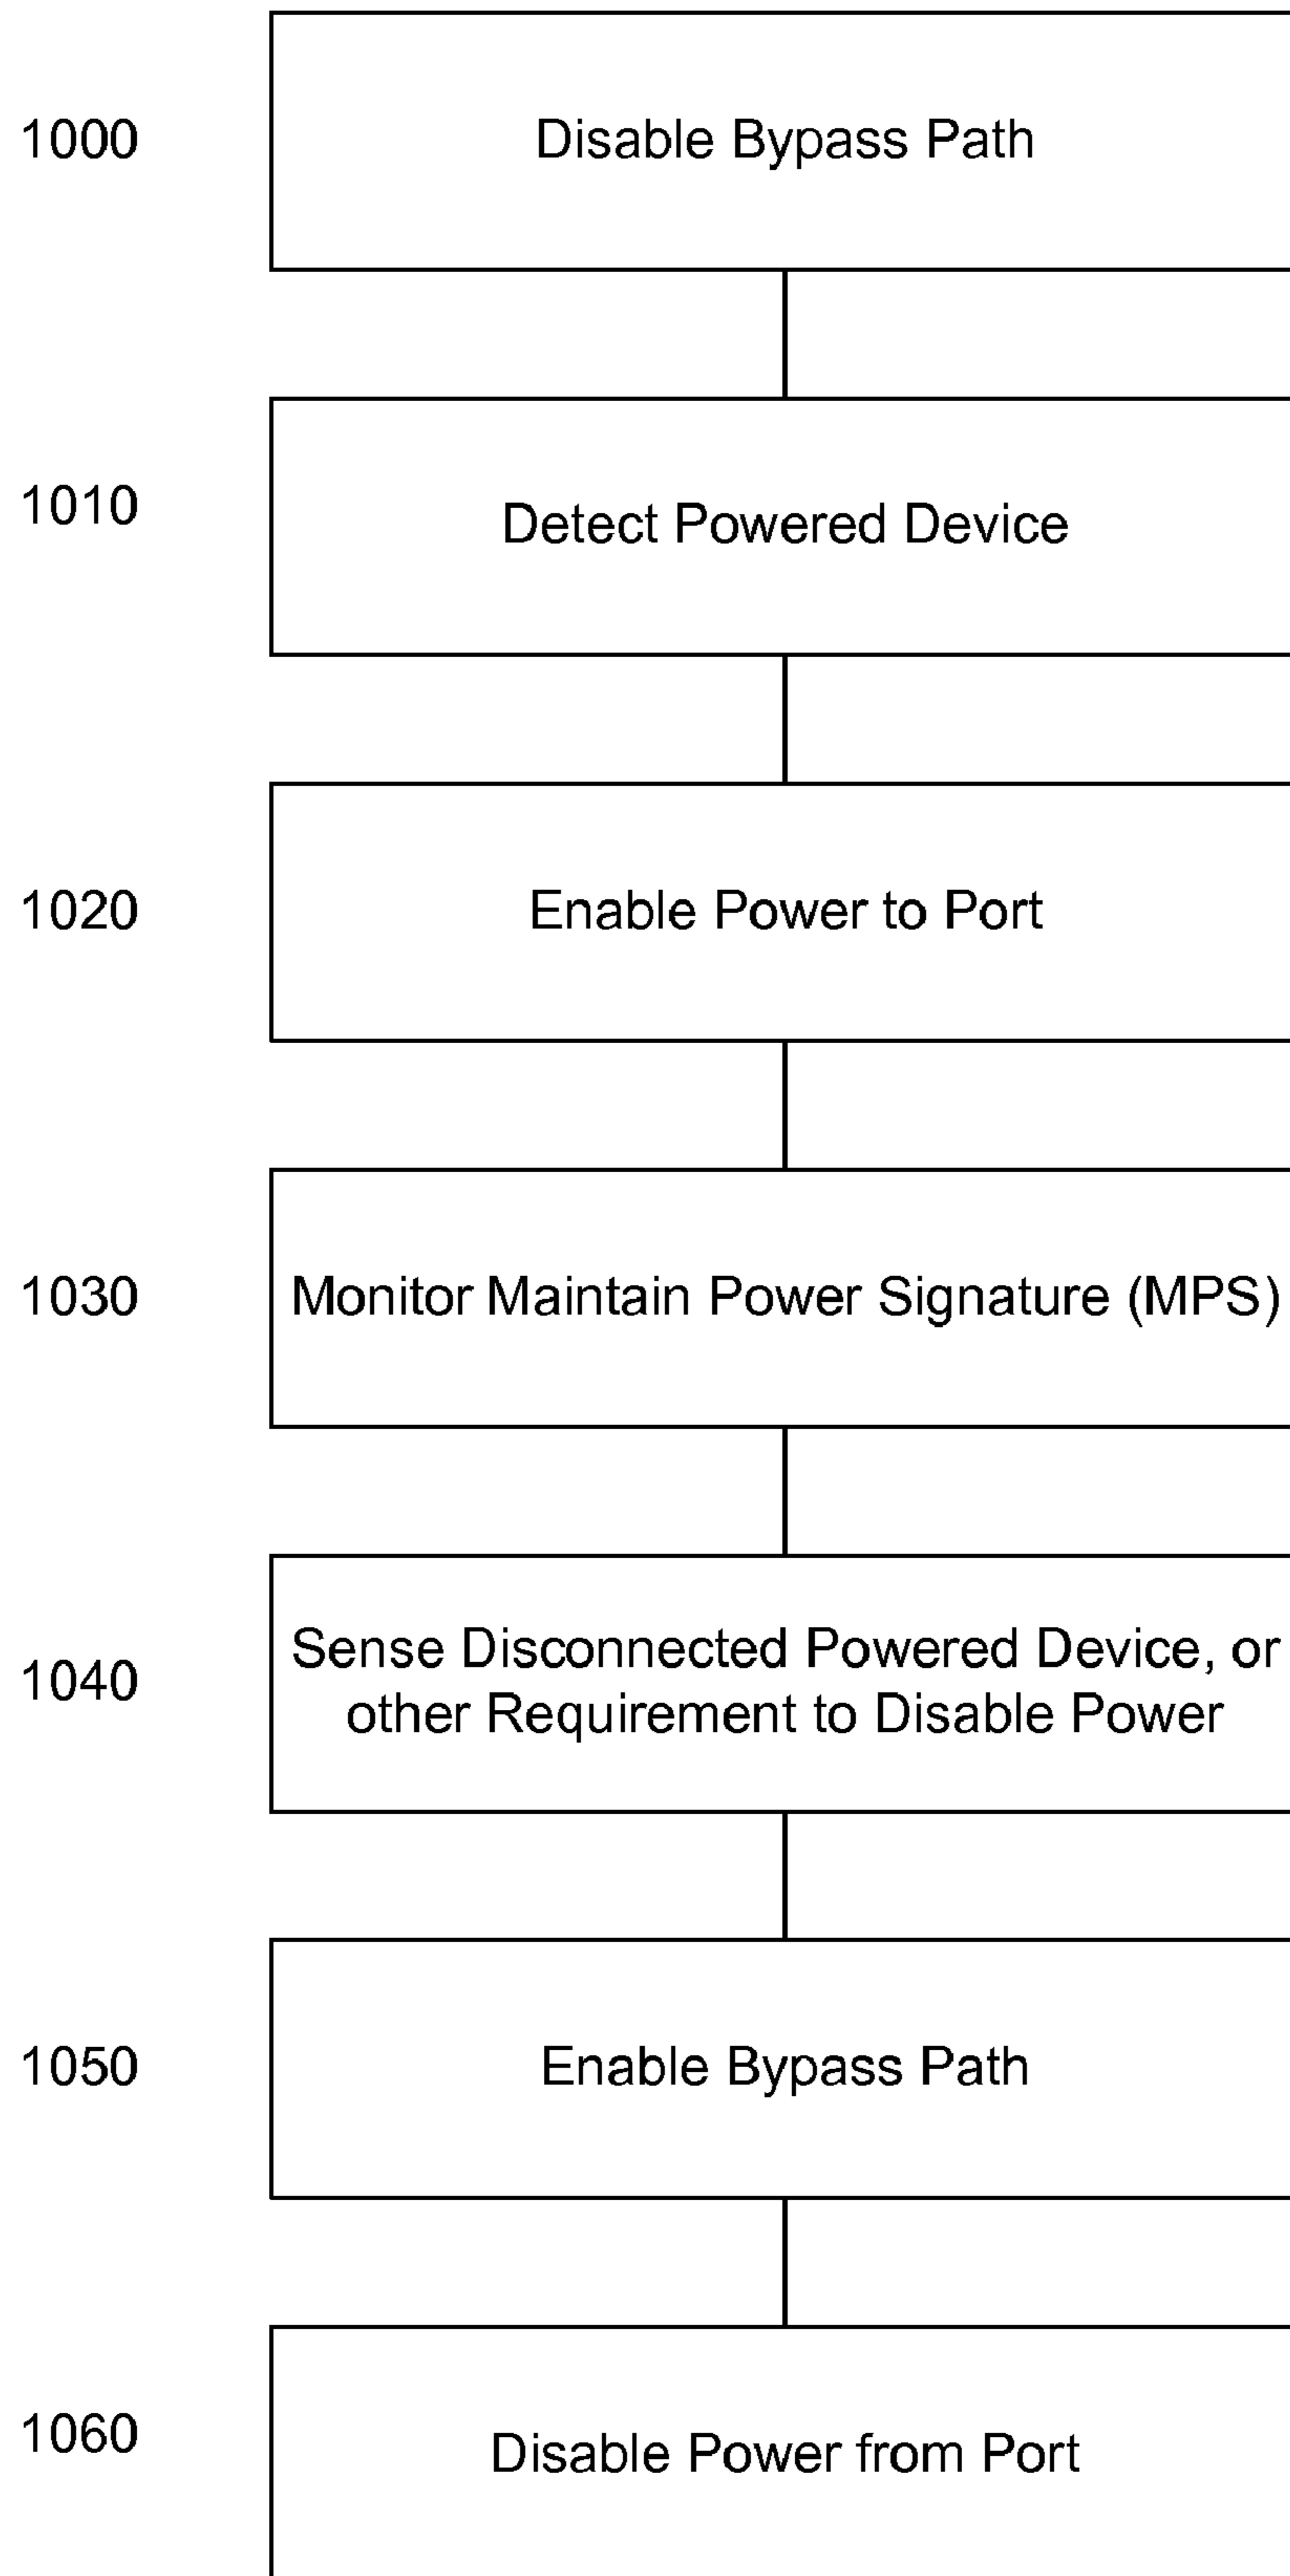 1000
Disable Bypass Path
1010
Detect Powered Device
1020
Enable Power to Port
1030
Monitor Maintain Power Signature (MPS)
1040
Sense Disconnected Powered Device, or
other Requirement to Disable Power
1050
Enable Bypass Path
1060
Disable Power from Port